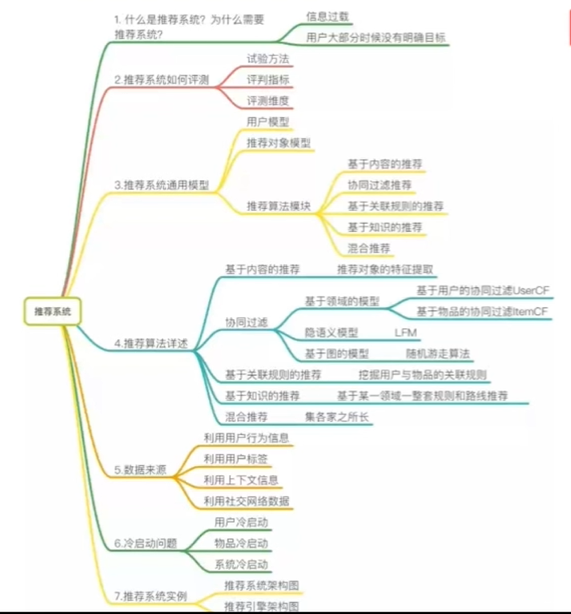 推荐系统
1. 什么是推荐系统？为什么需要
推荐系统？
信息过载
用户大部分时候没有明确目标
2.推荐系统如何评测
试验方法
评判指标
评测维度
3.推荐系统通用模型
用户模型
推荐对象模型
推荐算法模块
基于内容的推荐
协同过滤推荐
基于关联规则的推荐
基于知识的推荐
混合推荐
4.推荐算法详述
基于内容的推荐
推荐对象的特征提取
协同过滤
基于领域的模型
基于用户的协同过滤UserCF
基于物品的协同过滤ItemCF
隐语义模型
LFM
基于图的模型
随机游走算法
基于关联规则的推荐
挖掘用户与物品的关联规则
基于知识的推荐
基于某一领域一整套规则和路线推荐
混合推荐
集各家之所长
5.数据来源
利用用户行为信息
利用用户标签
利用上下文信息
利用社交网络数据
6.冷启动问题
用户冷启动
物品冷启动
系统冷启动
7.推荐系统实例
推荐系统架构图
推荐引擎架构图